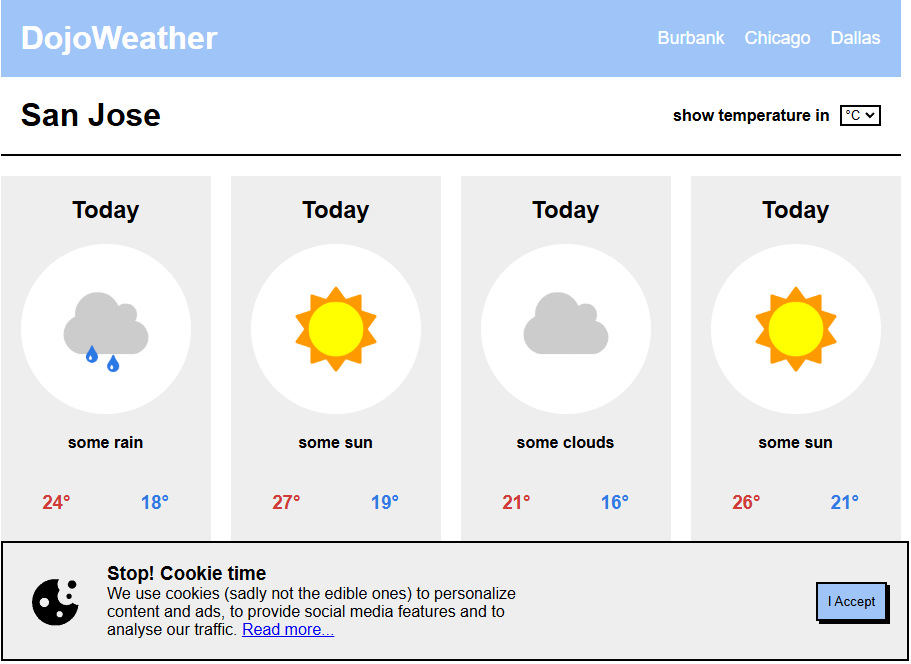 DojoWeather
Burbank Chicago Dallas
San Jose
show temperature in °C
Today
some rain
24° 18°
Today
some sun
27° 19°
Today
some clouds
21° 16°
Today
some sun
26° 21°
Stop! Cookie time
We use cookies (sadly not the edible ones) to personalize
content and ads, to provide social media features and to
analyse our traffic. Read more...
I Accept